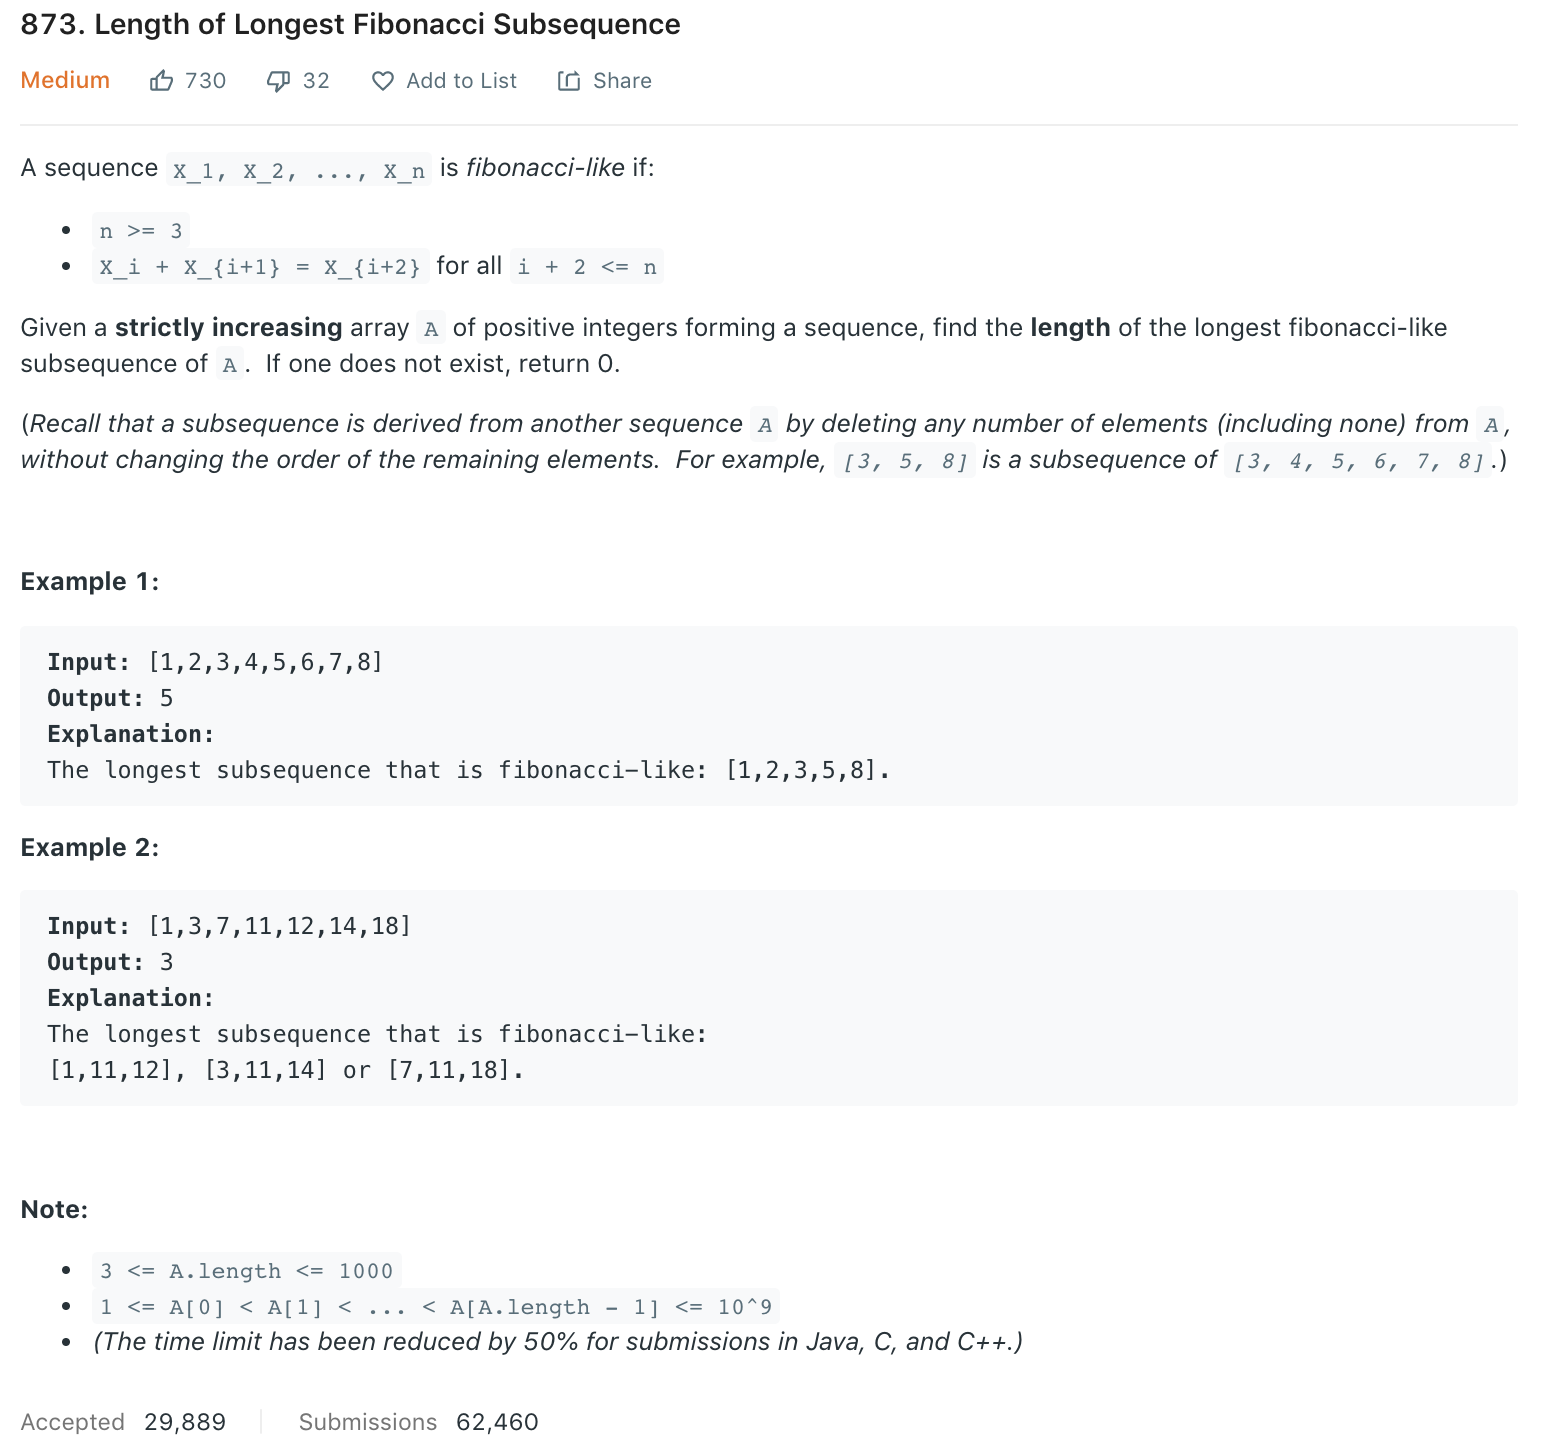 873. Length of Longest Fibonacci Subsequence
Medium 730 32 Add to List Share
A sequence X_1, X_2, ..., X_n is fibonacci-like if:
• n >= 3
• X_i + X_{i+1} = X_{i+2} for all i + 2 <= n
Given a strictly increasing array A of positive integers forming a sequence, find the length of the longest fibonacci-like
subsequence of A. If one does not exist, return 0.
(Recall that a subsequence is derived from another sequence A by deleting any number of elements (including none) from A,
without changing the order of the remaining elements. For example, [3, 5, 8] is a subsequence of [3, 4, 5, 6, 7, 8].)
Example 1:
Input: [1,2,3,4,5,6,7,8]
Output: 5
Explanation:
The longest subsequence that is fibonacci-like: [1,2,3,5,8].
Example 2:
Input: [1,3,7,11,12,14,18]
Output: 3
Explanation:
The longest subsequence that is fibonacci-like:
[1,11,12], [3,11,14] or [7,11,18].
Note:
• 3 <= A.length <= 1000
• 1 <= A[0] < A[1] < ... < A[A.length - 1] <= 10^9
• (The time limit has been reduced by 50% for submissions in Java, C, and C++.)
Accepted 29,889 Submissions 62,460